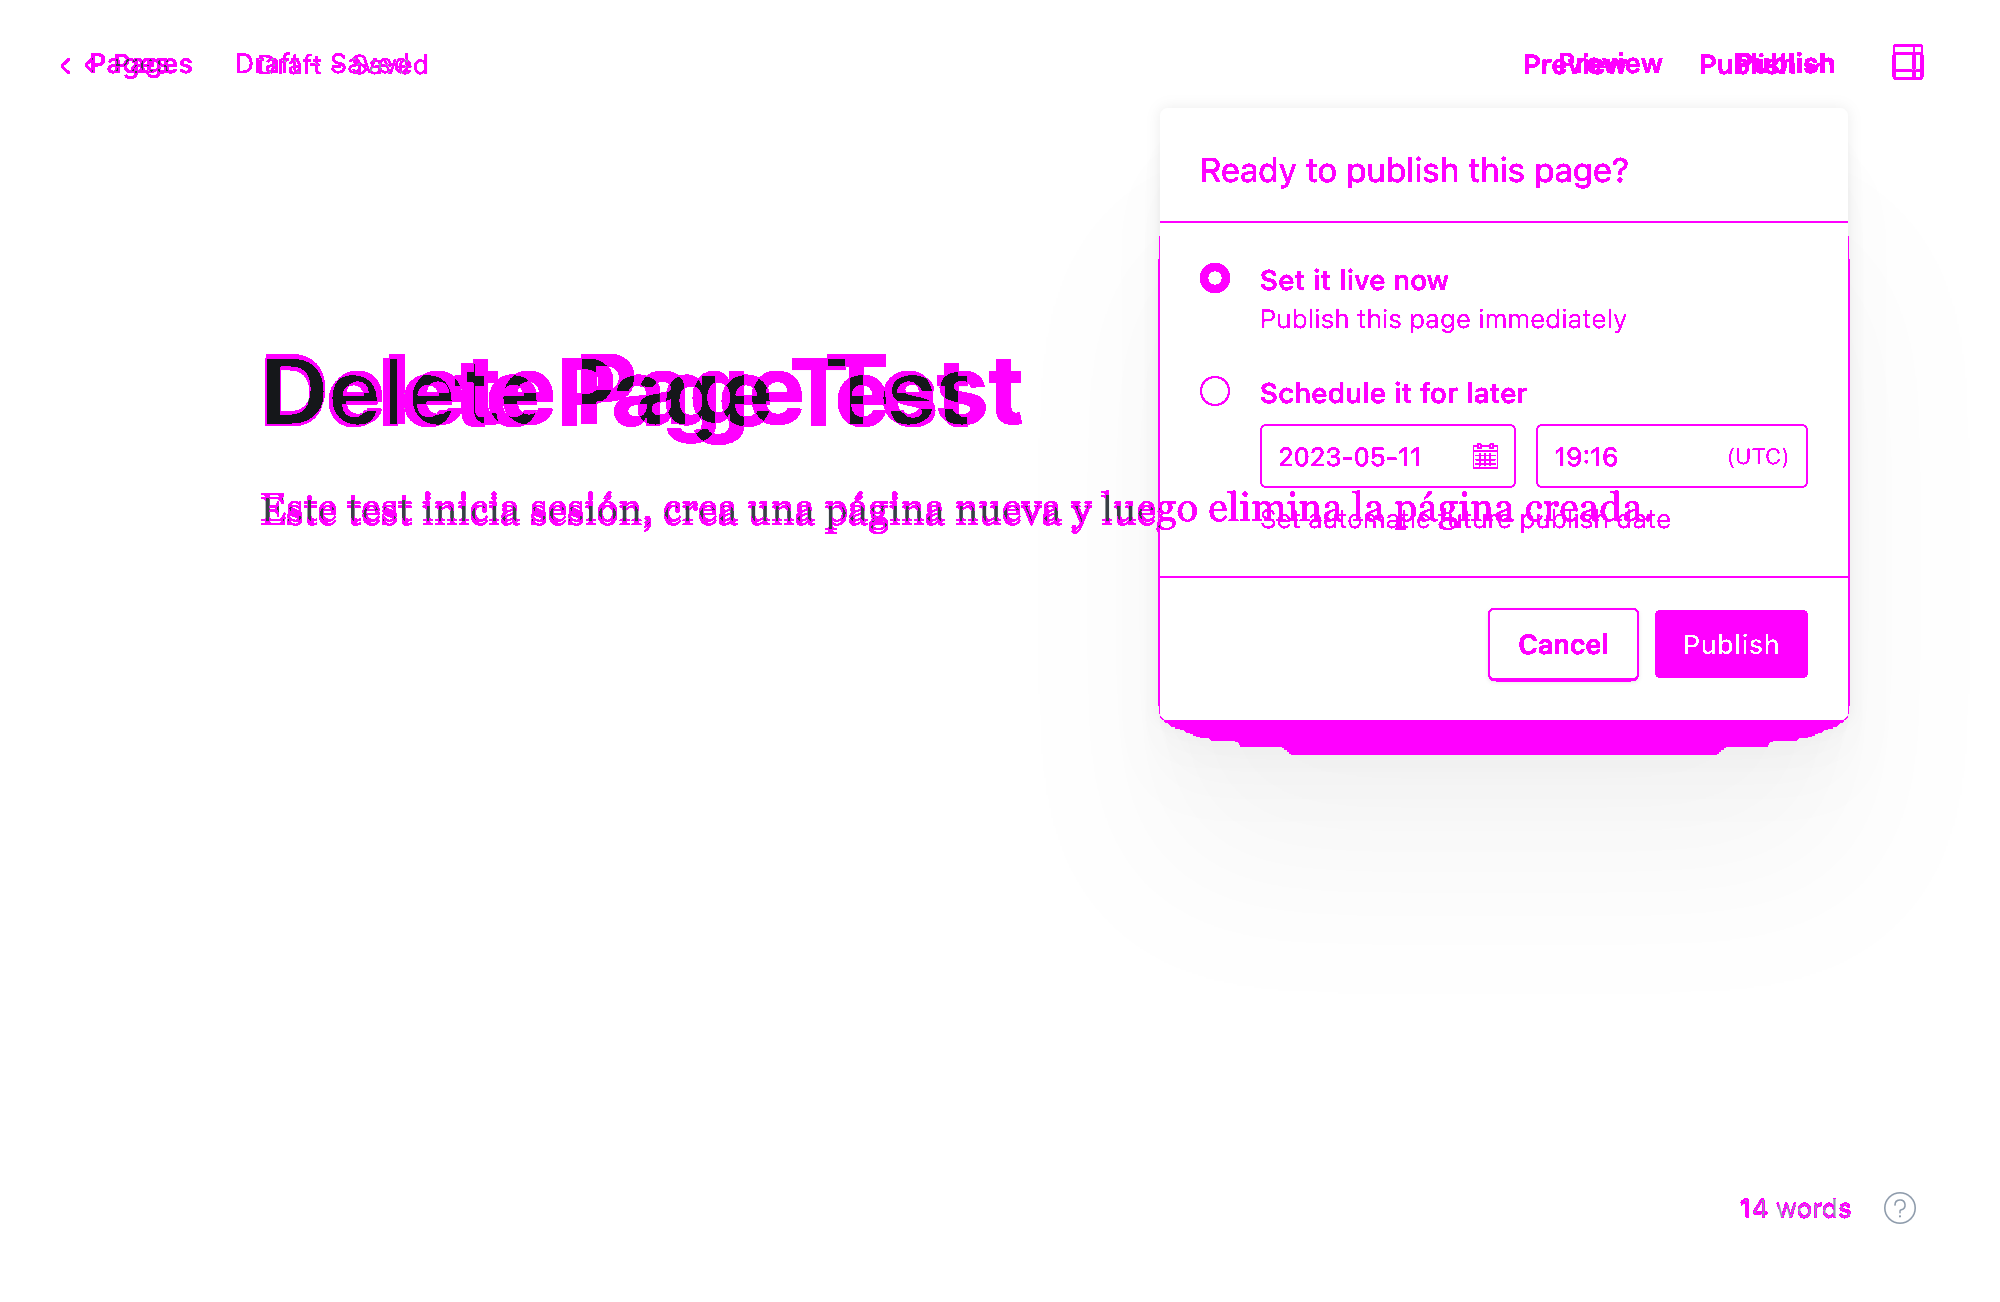 Pages Draft - Saved Preview Publish
Ready to publish this page?
Set it live now
Publish this page immediately
Delete Page Test
Schedule it for later
2023-05-11 19:16 (UTC)
Este test inicia sesión, crea una página nueva y luego elimina la página creada.
Set automatic future publish date
Cancel Publish
14 words
?